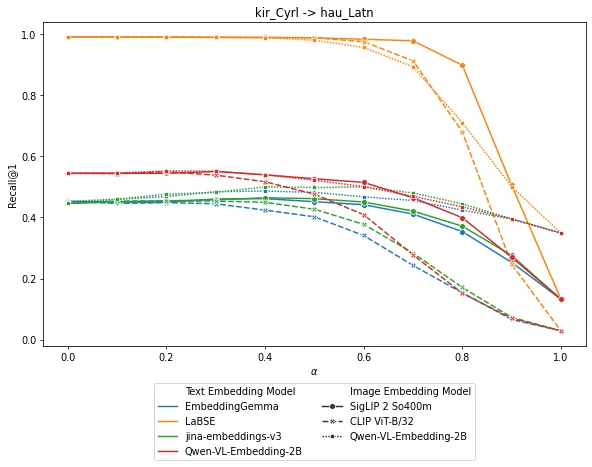 kir_Cyrl -> hau_Latn
Recall@1
1.0
0.8
0.6
0.4
0.2
0.0
0.0 0.2 0.4 0.6 0.8 1.0
α
Text Embedding Model
EmbeddingGemma
LaBSE
jina-embeddings-v3
Qwen-VL-Embedding-2B
Image Embedding Model
SigLIP 2 So400m
CLIP ViT-B/32
Qwen-VL-Embedding-2B